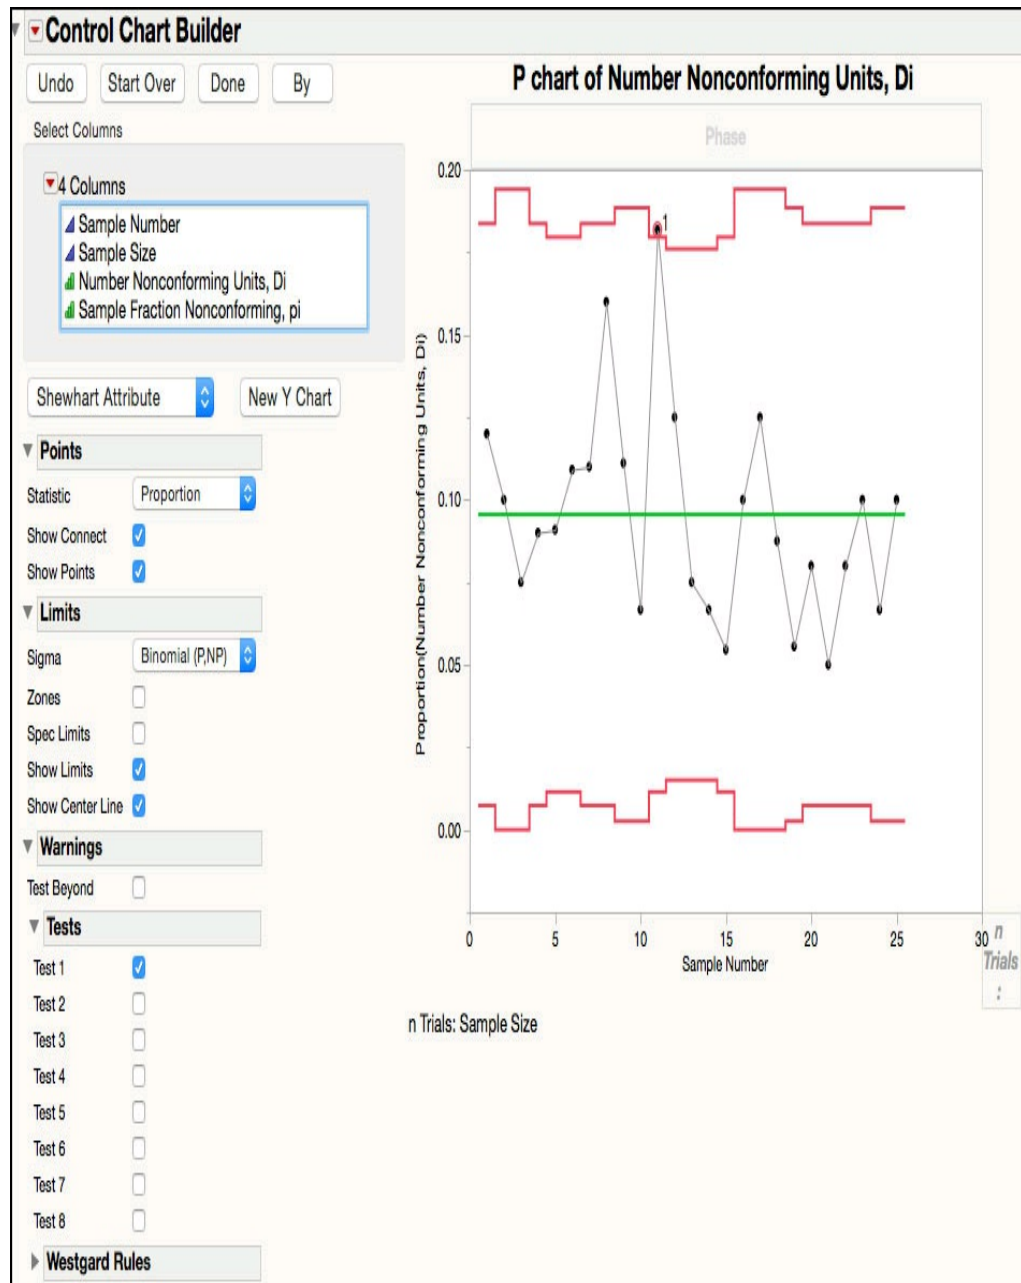 Control Chart Builder
Undo
Start Over
Done
By
Select Columns
4 Columns
Sample Number
Sample Size
Number Nonconforming Units, Di
Sample Fraction Nonconforming, pi
Shewhart Attribute
New Y Chart
Points
Statistic
Proportion
Show Connect
Show Points
Limits
Sigma
Binomial (P,NP)
Zones
Spec Limits
Show Limits
Show Center Line
Warnings
Test Beyond
Tests
Test 1
Test 2
Test 3
Test 4
Test 5
Test 6
Test 7
Test 8
Westgard Rules
P chart of Number Nonconforming Units, Di
Phase
Proportion(Number Nonconforming Units, Di)
0.20
0.15
0.10
0.05
0.00
1
0 5 10 15 20 25 30
Sample Number
n
Trials
:
n Trials: Sample Size